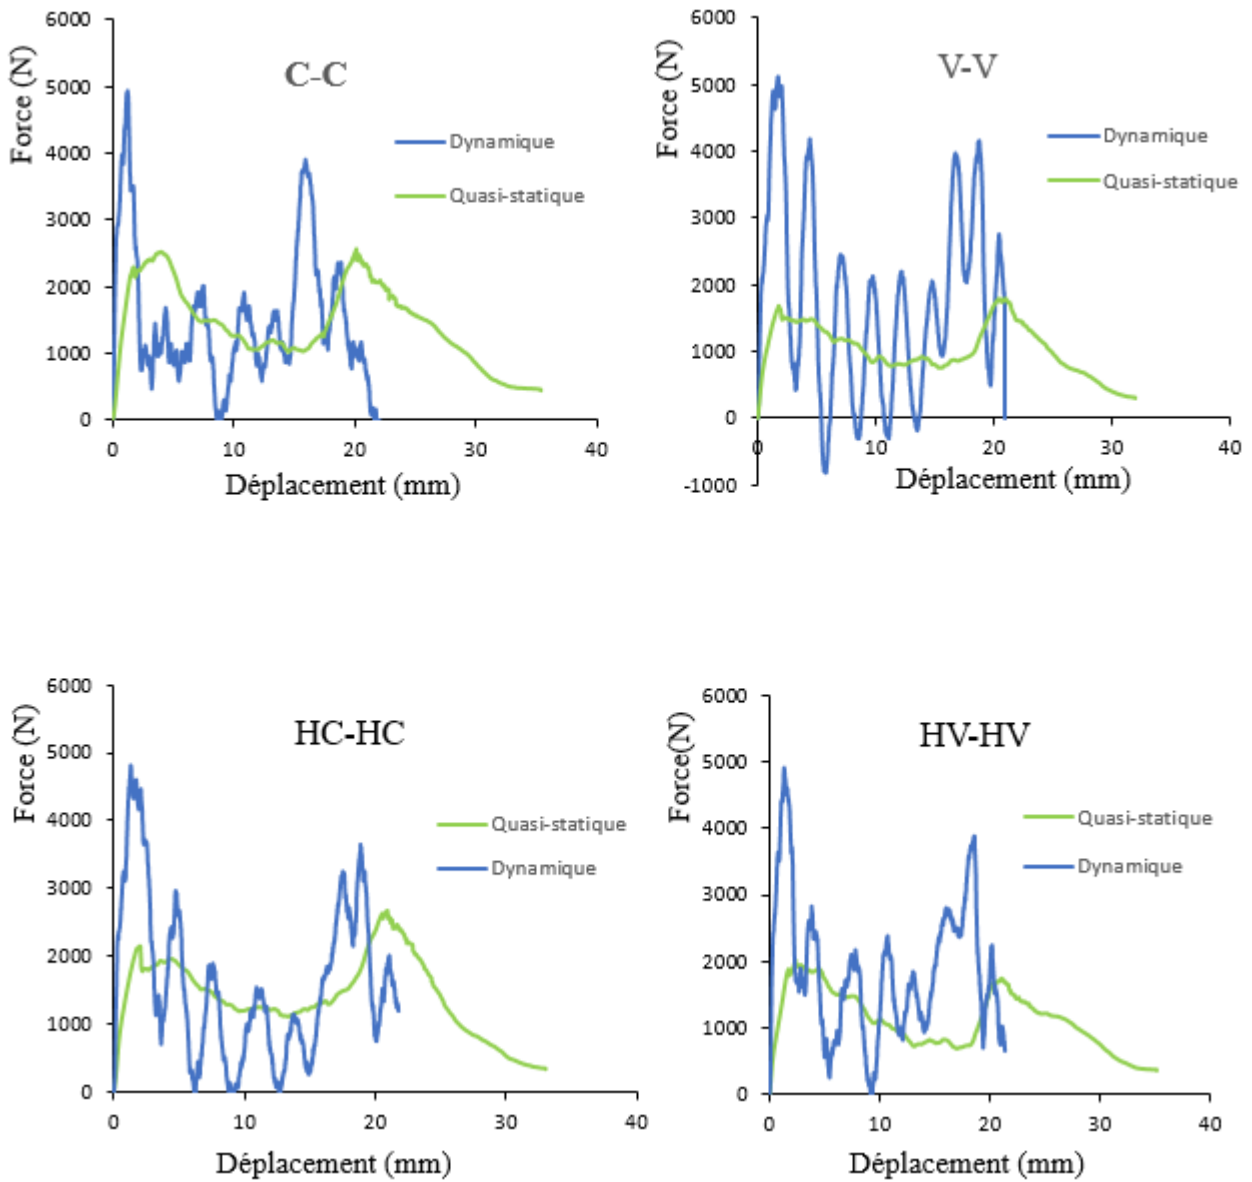 C-C
Force (N)
6000
5000
4000
3000
2000
1000
0
0 10 20 30 40
Déplacement (mm)
Dynamique
Quasi-statique
V-V
Force (N)
6000
5000
4000
3000
2000
1000
0
-1000
0 10 20 30 40
Déplacement (mm)
Dynamique
Quasi-statique
HC-HC
Force (N)
6000
5000
4000
3000
2000
1000
0
0 10 20 30 40
Déplacement (mm)
Quasi-statique
Dynamique
HV-HV
Force(N)
6000
5000
4000
3000
2000
1000
0
0 10 20 30 40
Déplacement (mm)
Quasi-statique
Dynamique